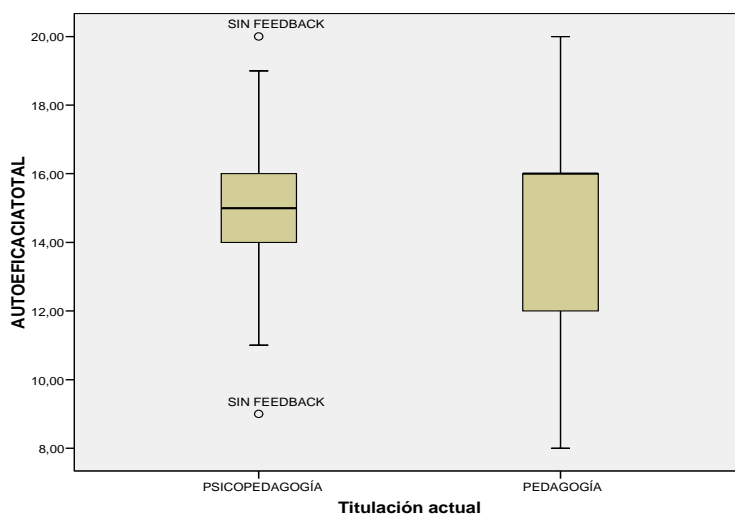 SIN FEEDBACK
20,00
18,00
16,00
14,00
12,00
10,00
8,00
AUTOEFICACIATOTAL
SIN FEEDBACK
PSICOPEDAGOGÍA
PEDAGOGÍA
Titulación actual